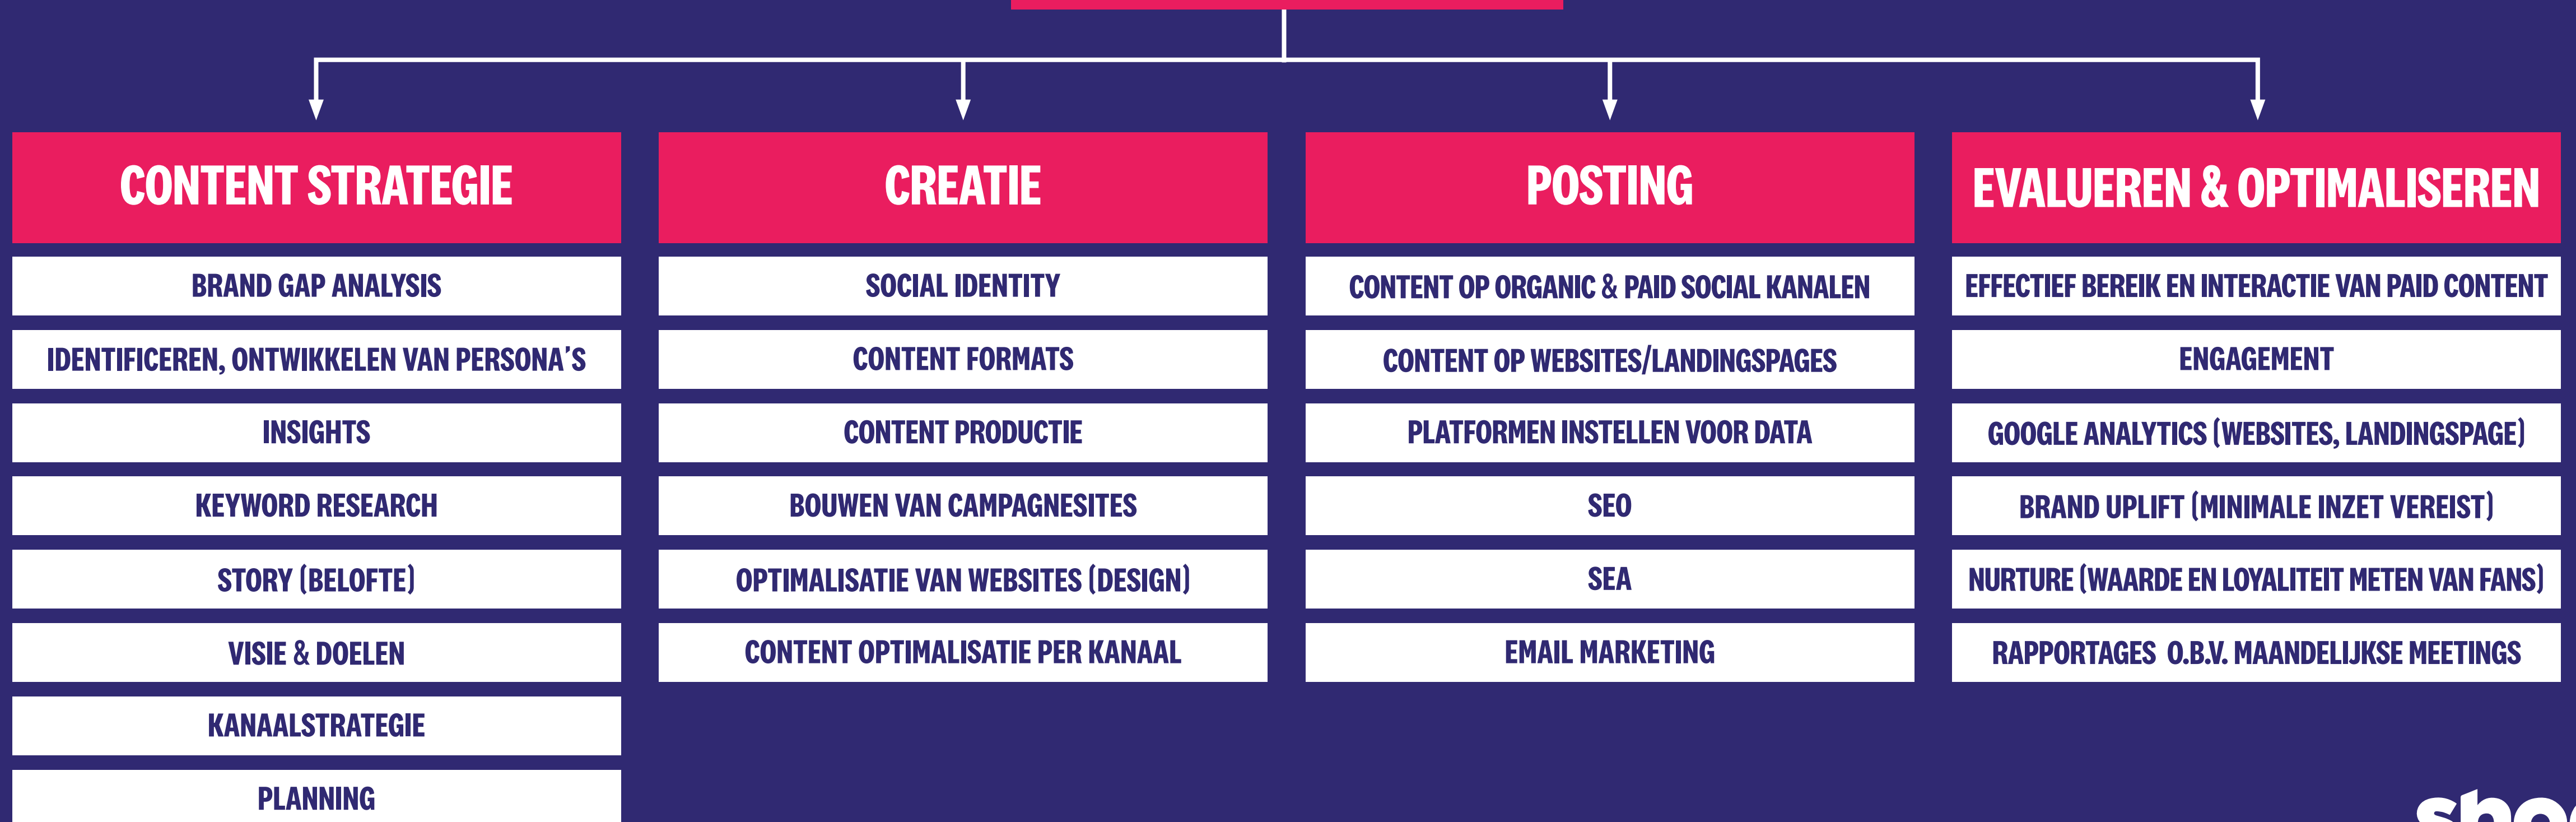 CONTENT STRATEGIE
BRAND GAP ANALYSIS
IDENTIFICEREN, ONTWIKKELEN VAN PERSONA'S
INSIGHTS
KEYWORD RESEARCH
STORY (BELOFTE)
VISIE & DOELEN
KANAALSTRATEGIE
PLANNING
CREATIE
SOCIAL IDENTITY
CONTENT FORMATS
CONTENT PRODUCTIE
BOUWEN VAN CAMPAGNESITES
OPTIMALISATIE VAN WEBSITES (DESIGN)
CONTENT OPTIMALISATIE PER KANAAL
POSTING
CONTENT OP ORGANIC & PAID SOCIAL KANALEN
CONTENT OP WEBSITES/LANDINGSPAGES
PLATFORMEN INSTELLEN VOOR DATA
SEO
SEA
EMAIL MARKETING
EVALUEREN & OPTIMALISEREN
EFFECTIEF BEREIK EN INTERACTIE VAN PAID CONTENT
ENGAGEMENT
GOOGLE ANALYTICS (WEBSITES, LANDINGSPAGE)
BRAND UPLIFT (MINIMALE INZET VEREIST)
NURTURE (WAARDE EN LOYALITEIT METEN VAN FANS)
RAPPORTAGES O.B.V. MAANDELIJKSE MEETINGS